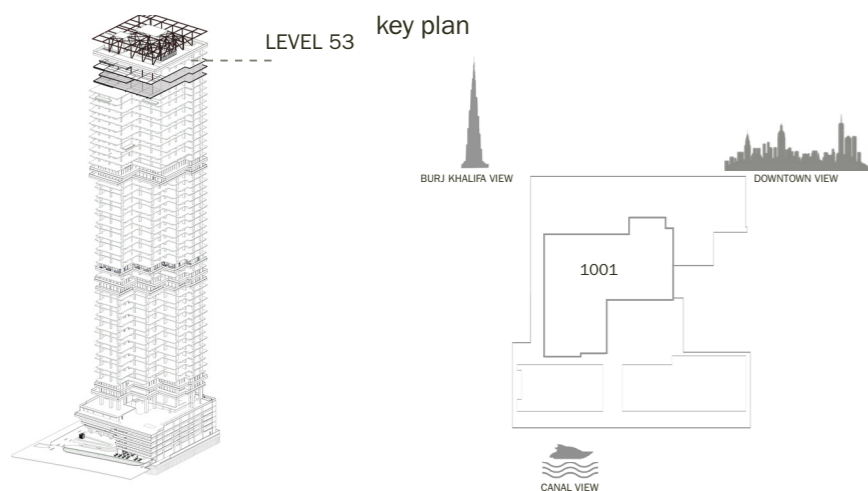 key plan
LEVEL 53
BURJ KHALIFA VIEW
DOWNTOWN VIEW
1001
CANAL VIEW